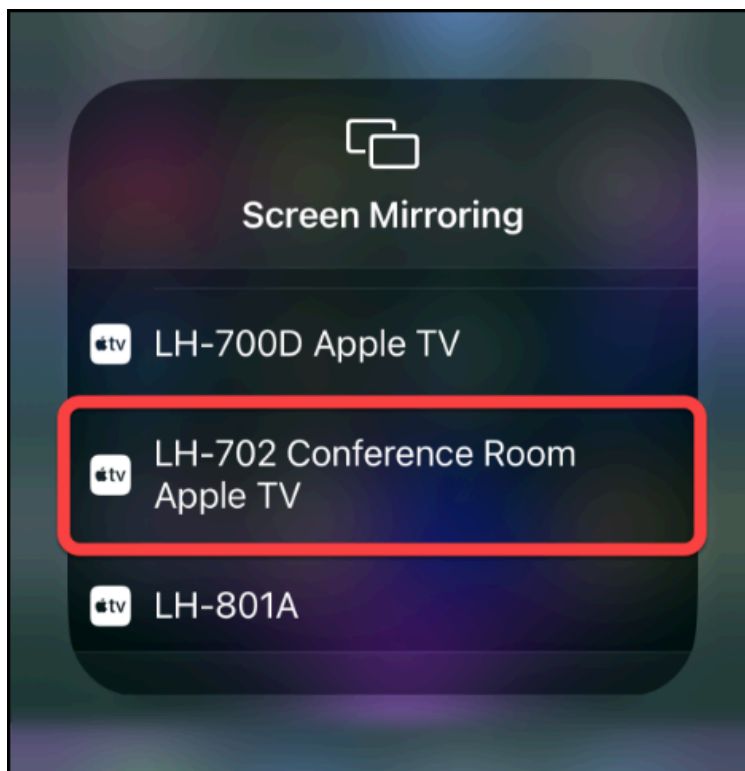 Screen Mirroring
tv
LH-700D Apple TV
tv
LH-702 Conference Room
Apple TV
tv
LH-801A